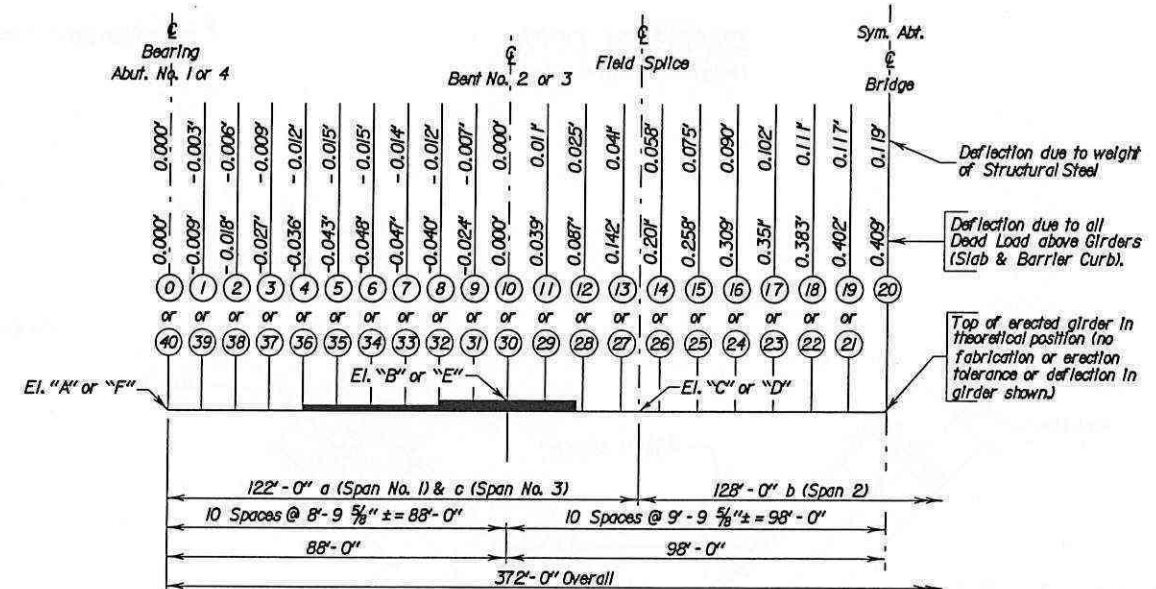 ℄
Bearing
Abut. No. 1 or 4
℄
Bent No. 2 or 3
℄
Field Splice
Sym. Abt.
℄
Bridge
0.000' -0.003' -0.006' -0.009' -0.012' -0.015' -0.015' -0.014' -0.012' -0.007' 0.000' 0.011' 0.025' 0.041' 0.058' 0.075' 0.090' 0.102' 0.111' 0.117' 0.119'
Deflection due to weight
of Structural Steel
0.000' -0.009' -0.018' -0.027' -0.036' -0.043' -0.048' -0.047' -0.040' -0.024' 0.000' 0.039' 0.087' 0.142' 0.201' 0.258' 0.309' 0.351' 0.383' 0.402' 0.409'
Deflection due to all
Dead Load above Girders
(Slab & Barrier Curb).
0 1 2 3 4 5 6 7 8 9 10 11 12 13 14 15 16 17 18 19 20
or or or or or or or or or or or or or or or or or or or or
40 39 38 37 36 35 34 33 32 31 30 29 28 27 26 25 24 23 22 21
Top of erected girder in
theoretical position (no
fabrication or erection
tolerance or deflection in
girder shown.)
El. "A" or "F"
El. "B" or "E"
El. "C" or "D"
122'-0" a (Span No. 1) & c (Span No. 3)
128'-0" b (Span 2)
10 Spaces @ 8'-9 5/8" ± = 88'-0"
10 Spaces @ 9'-9 5/8" ± = 98'-0"
88'-0"
98'-0"
372'-0" Overall